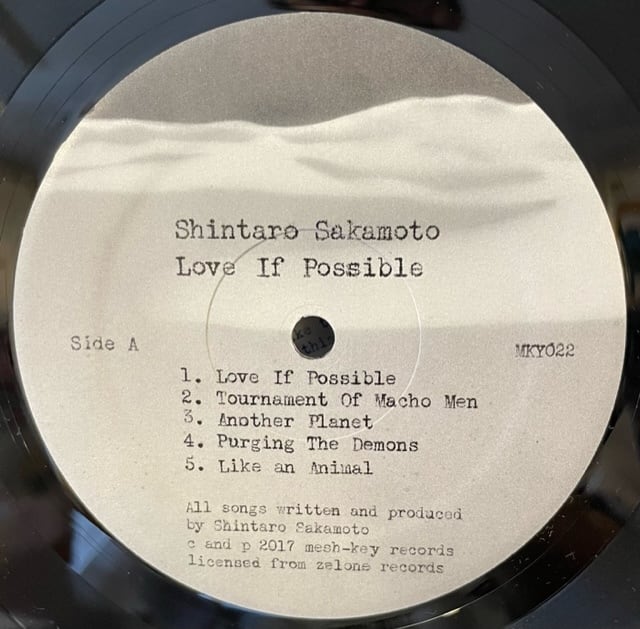 Shintaro Sakamoto
Love If Possible
Side A
MKY022
1. Love If Possible
2. Tournament Of Macho Men
3. Another Planet
4. Purging The Demons
5. Like an Animal
All songs written and produced
by Shintaro Sakamoto
c and p 2017 mesh-key records
licensed from zelone records